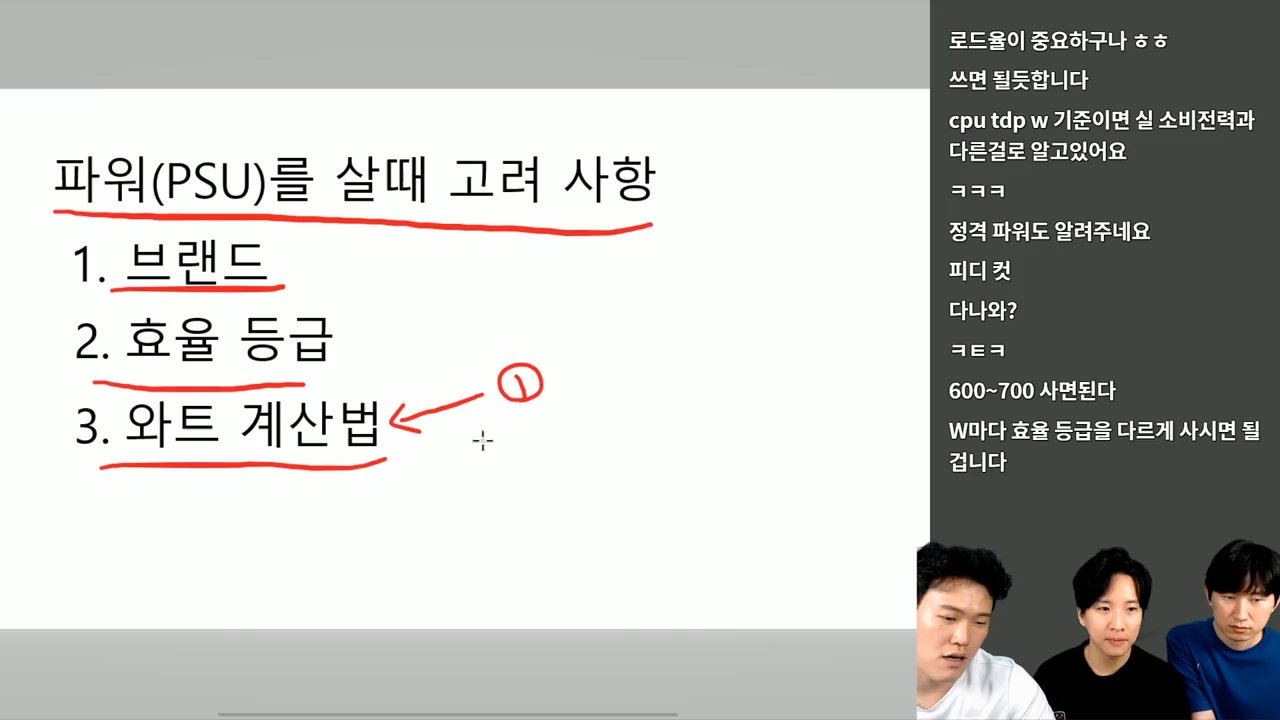 파워(PSU)를 살때 고려 사항
1. 브랜드
2. 효율 등급
3. 와트 계산법
1
로드율이 중요하구나 ㅎㅎ
쓰면 될듯합니다
cpu tdp w 기준이면 실 소비전력과
다른걸로 알고있어요
ㅋㅋㅋ
정격 파워도 알려주네요
피디 컷
다나와?
ㅋㅌㅋ
600~700 사면된다
W마다 효율 등급을 다르게 사시면 될
겁니다